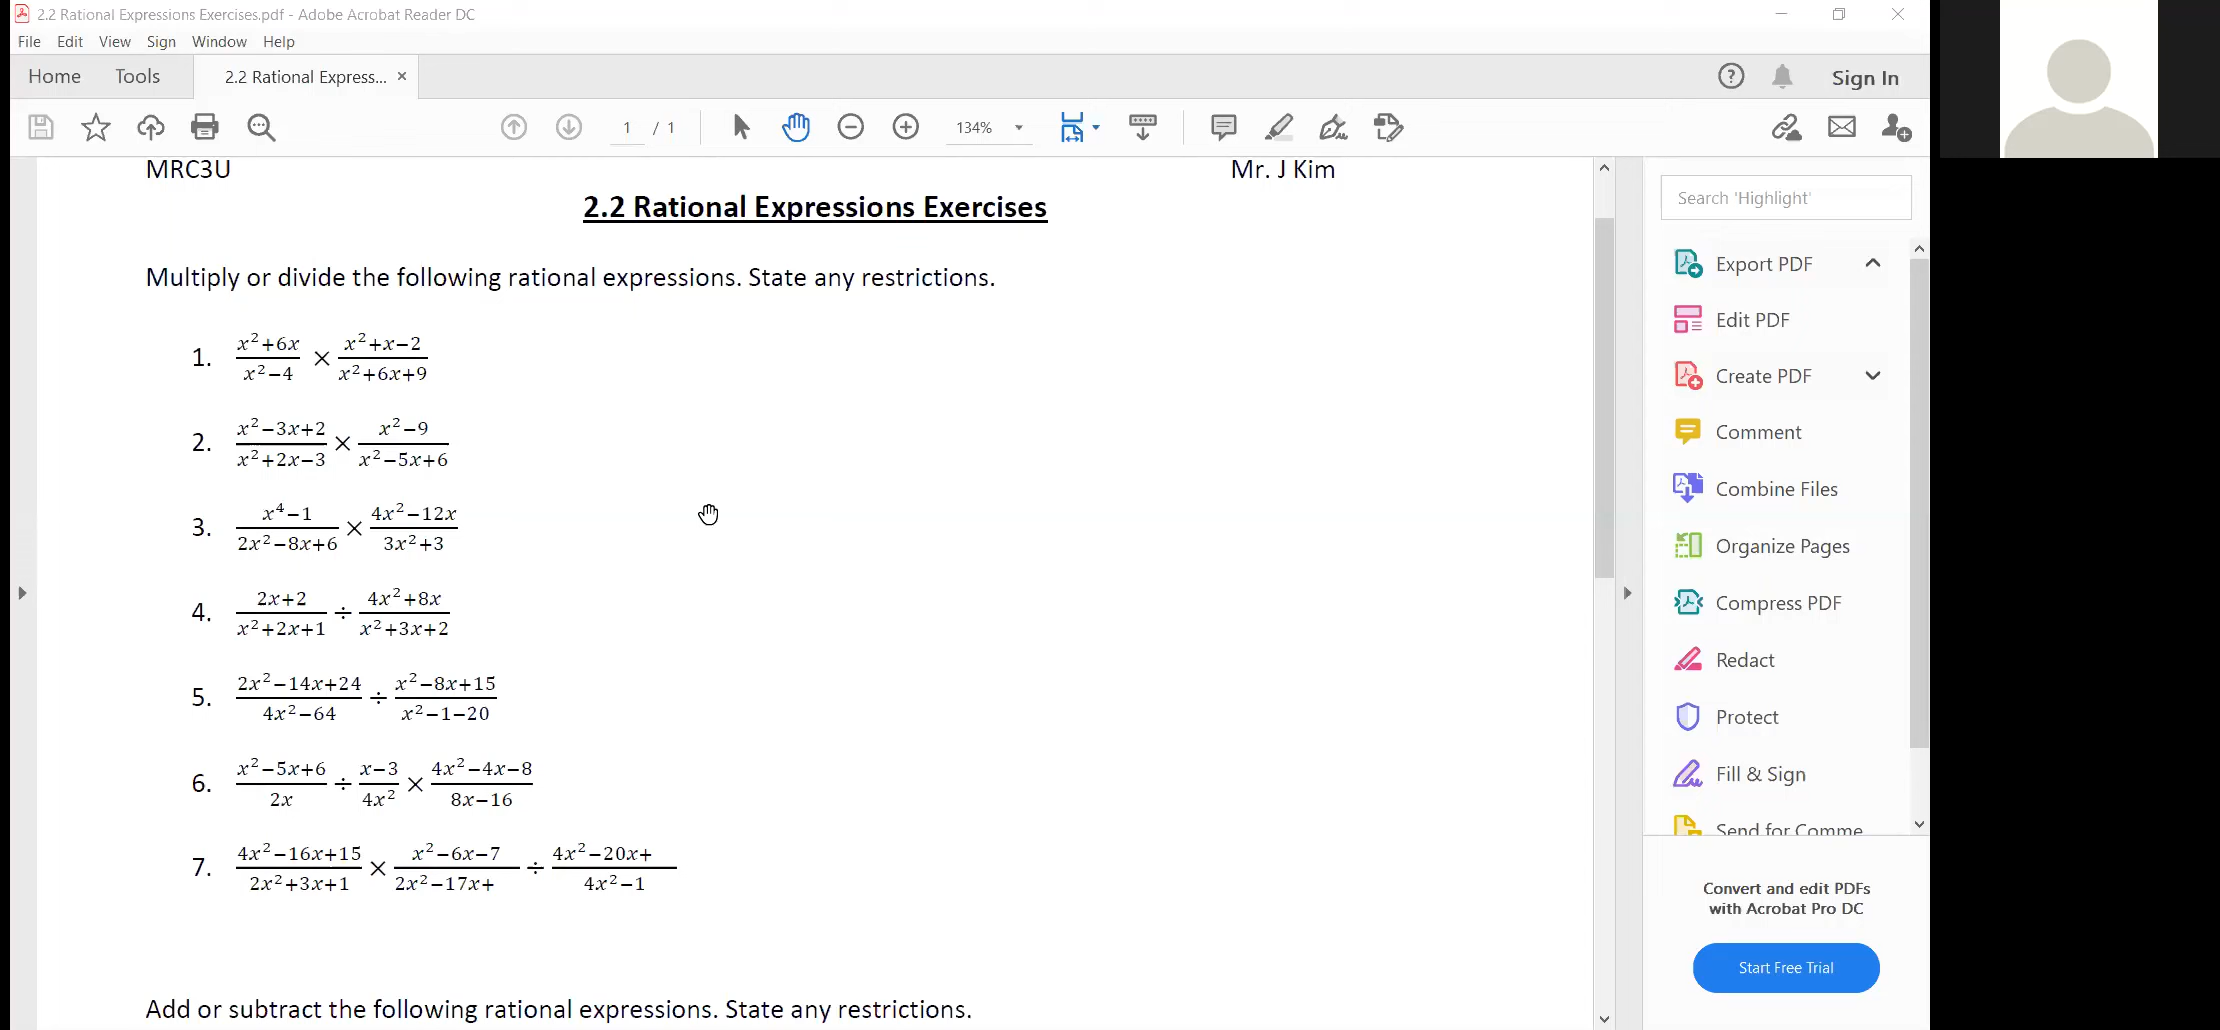 2.2 Rational Expressions Exercises.pdf - Adobe Acrobat Reader DC
File Edit View Sign Window Help
Home Tools 2.2 Rational Express... × Sign In
1 / 1 134%
MRC3U Mr. J Kim
2.2 Rational Expressions Exercises
Multiply or divide the following rational expressions. State any restrictions.
1. (x²+6x)/(x²−4) × (x²+x−2)/(x²+6x+9)
2. (x²−3x+2)/(x²+2x−3) × (x²−9)/(x²−5x+6)
3. (x⁴−1)/(2x²−8x+6) × (4x²−12x)/(3x²+3)
4. (2x+2)/(x²+2x+1) ÷ (4x²+8x)/(x²+3x+2)
5. (2x²−14x+24)/(4x²−64) ÷ (x²−8x+15)/(x²−1−20)
6. (x²−5x+6)/(2x) ÷ (x−3)/(4x²) × (4x²−4x−8)/(8x−16)
7. (4x²−16x+15)/(2x²+3x+1) × (x²−6x−7)/(2x²−17x+) ÷ (4x²−20x+)/(4x²−1)
Add or subtract the following rational expressions. State any restrictions.
Search 'Highlight'
Export PDF
Edit PDF
Create PDF
Comment
Combine Files
Organize Pages
Compress PDF
Redact
Protect
Fill & Sign
Send for Comme
Convert and edit PDFs
with Acrobat Pro DC
Start Free Trial